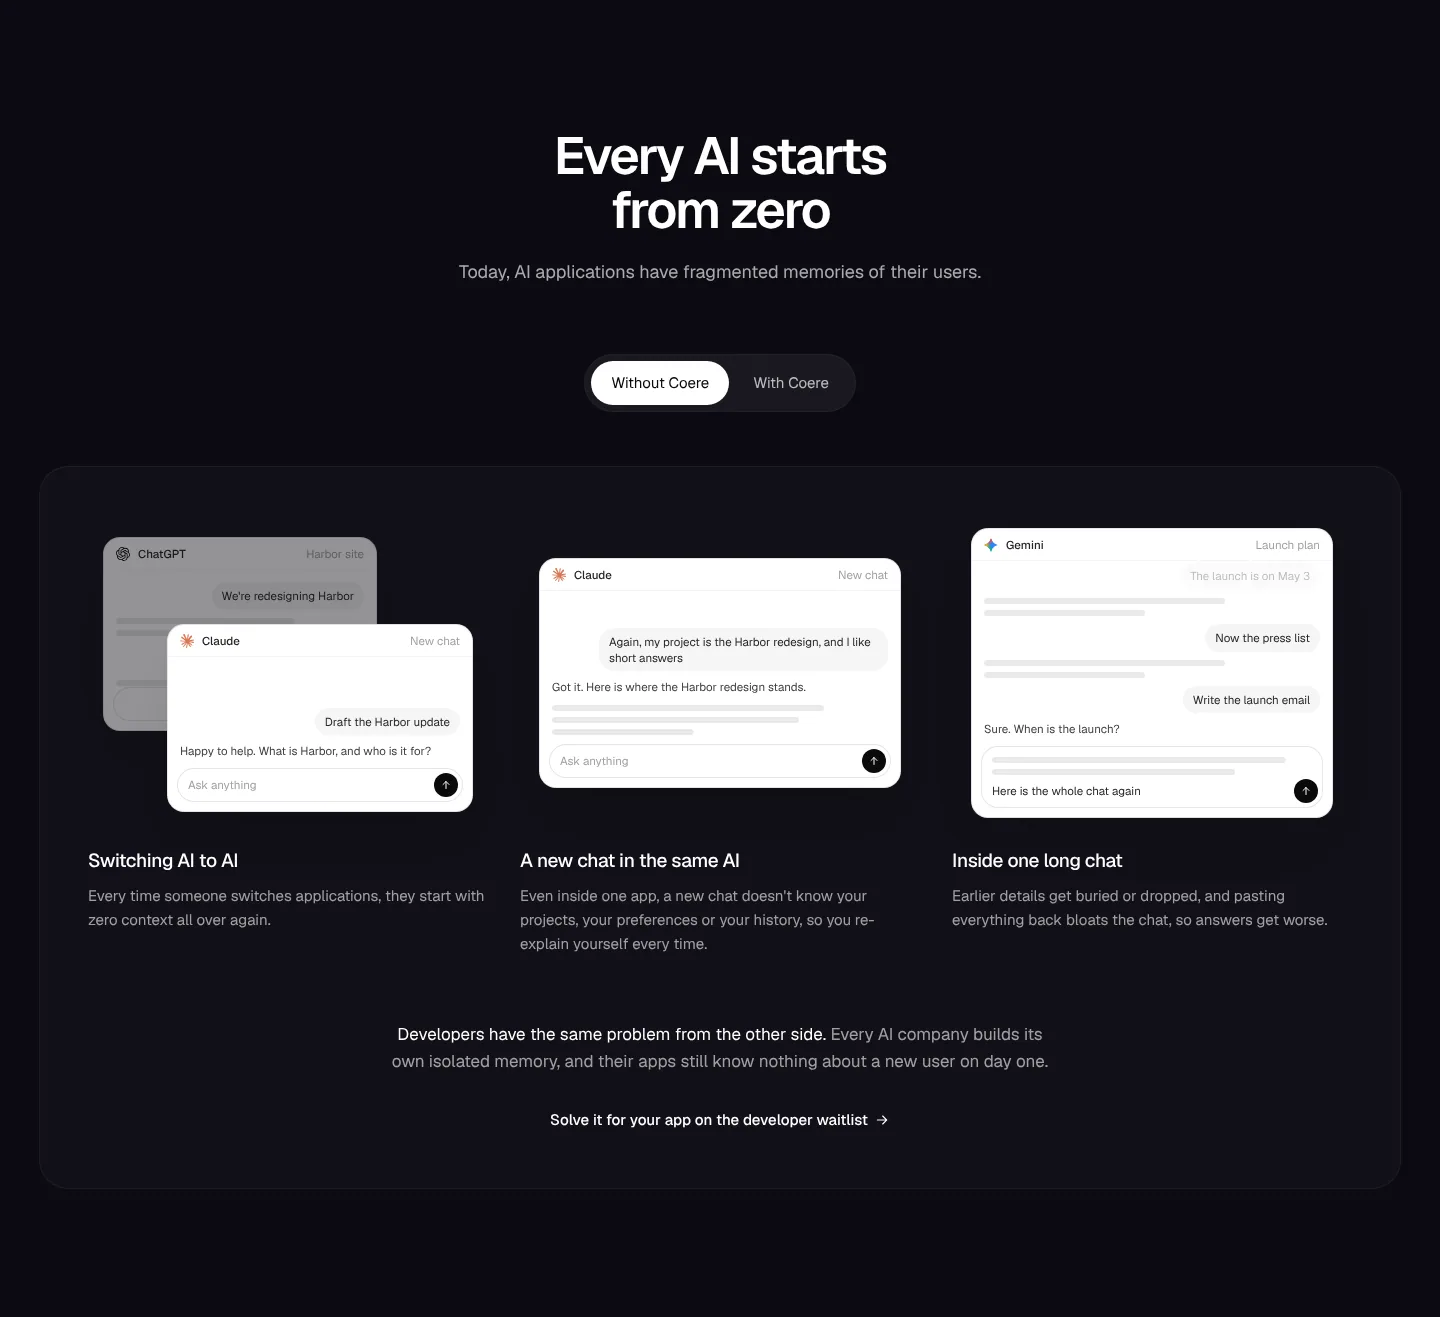 Every AI starts
from zero
Today, AI applications have fragmented memories of their users.
Without Coere
With Coere
ChatGPT
Harbor site
We're redesigning Harbor
Claude
New chat
Draft the Harbor update
Happy to help. What is Harbor, and who is it for?
Ask anything
Switching AI to AI
Every time someone switches applications, they start with
zero context all over again.
Claude
New chat
Again, my project is the Harbor redesign, and I like
short answers
Got it. Here is where the Harbor redesign stands.
Ask anything
A new chat in the same AI
Even inside one app, a new chat doesn't know your
projects, your preferences or your history, so you re-
explain yourself every time.
Gemini
Launch plan
The launch is on May 3
Now the press list
Write the launch email
Sure. When is the launch?
Here is the whole chat again
Inside one long chat
Earlier details get buried or dropped, and pasting
everything back bloats the chat, so answers get worse.
Developers have the same problem from the other side. Every AI company builds its
own isolated memory, and their apps still know nothing about a new user on day one.
Solve it for your app on the developer waitlist →